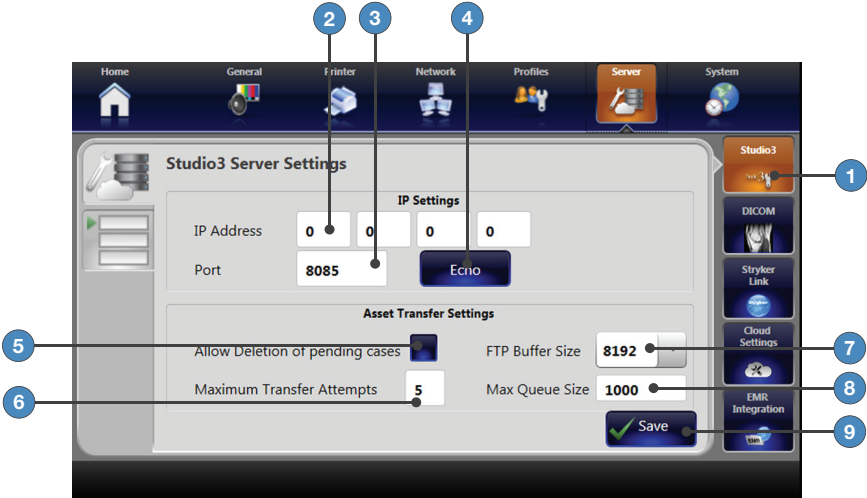 2 3 4
Home General Printer Network Profiles Server System
Studio3 Server Settings
Studio3
1
IP Settings
IP Address 0 0 0 0
DICOM
Port 8085 Echo
Stryker
Link
Asset Transfer Settings
Cloud
Settings
5 Allow Deletion of pending cases FTP Buffer Size 8192 7
Maximum Transfer Attempts 5 Max Queue Size 1000 8
6
EMR
Integration
Save 9